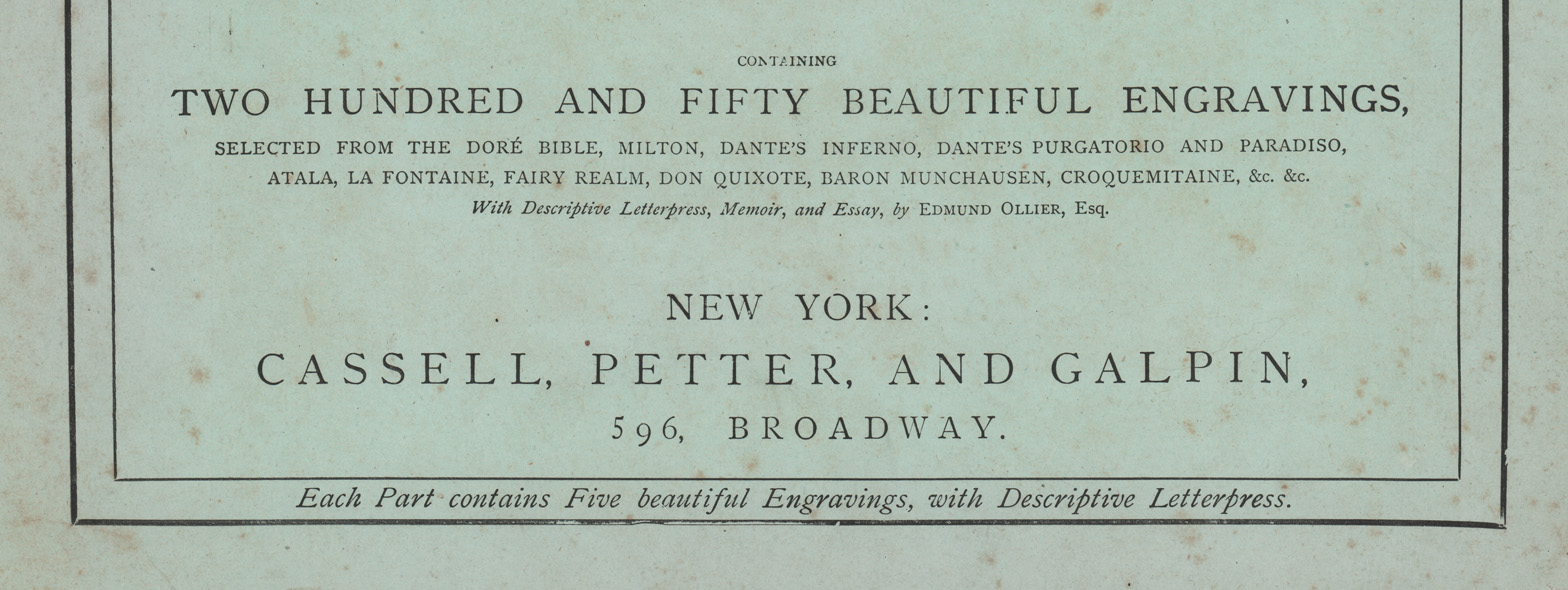 CONTAINING
TWO HUNDRED AND FIFTY BEAUTIFUL ENGRAVINGS,
SELECTED FROM THE DORÉ BIBLE, MILTON, DANTE'S INFERNO, DANTE'S PURGATORIO AND PARADISO,
ATALA, LA FONTAINE, FAIRY REALM, DON QUIXOTE, BARON MUNCHAUSEN, CROQUEMITAINE, &c. &c.
With Descriptive Letterpress, Memoir, and Essay, by EDMUND OLLIER, Esq.
NEW YORK:
CASSELL, PETTER, AND GALPIN,
596, BROADWAY.
Each Part contains Five beautiful Engravings, with Descriptive Letterpress.